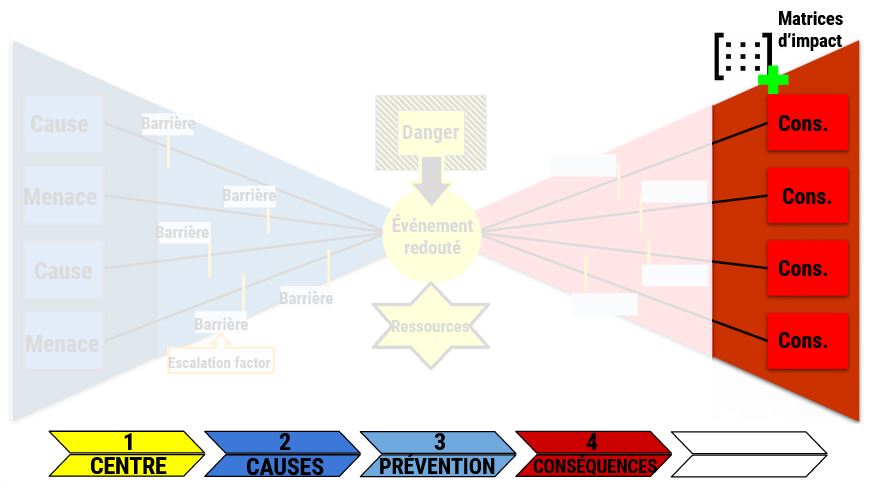 Matrices
d'impact
Cause
Barrière
Danger
Cons.
Menace
Barrière
Cons.
Barrière
Événement
redouté
Cause
Cons.
Barrière
Menace
Barrière
Ressources
Cons.
Escalation factor
1
2
3
4
CENTRE
CAUSES
PRÉVENTION
CONSÉQUENCES